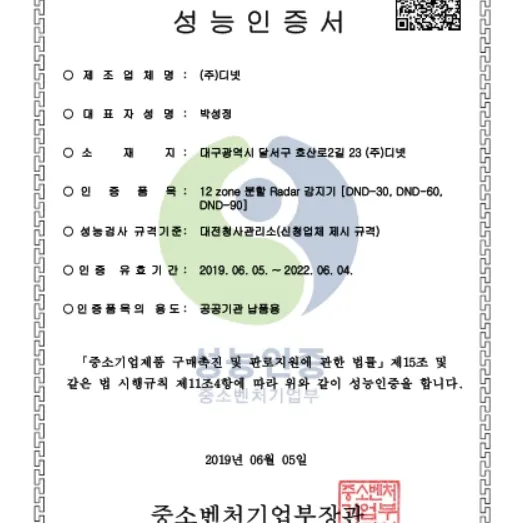 성능인증서
○ 제조업체명 : (주)디넷
○ 대표자성명 : 박성정
○ 소재지 : 대구광역시 달서구 호산로2길 23 (주)디넷
○ 인증품목 : 12 zone 분할 Radar 감지기 [DND-30, DND-60,
DND-90]
○ 성능검사 규격기준 : 대전청사관리소(신청업체 제시 규격)
○ 인증 유효기간 : 2019. 06. 05. ~ 2022. 06. 04.
○ 인증품목의 용도 : 공공기관 납품용
「중소기업제품 구매촉진 및 판로지원에 관한 법률」 제15조 및
같은 법 시행규칙 제11조4항에 따라 위와 같이 성능인증을 합니다.
성능인증
중소벤처기업부
2019년 06월 05일
중소벤처기업부장관
중소벤처
기업부